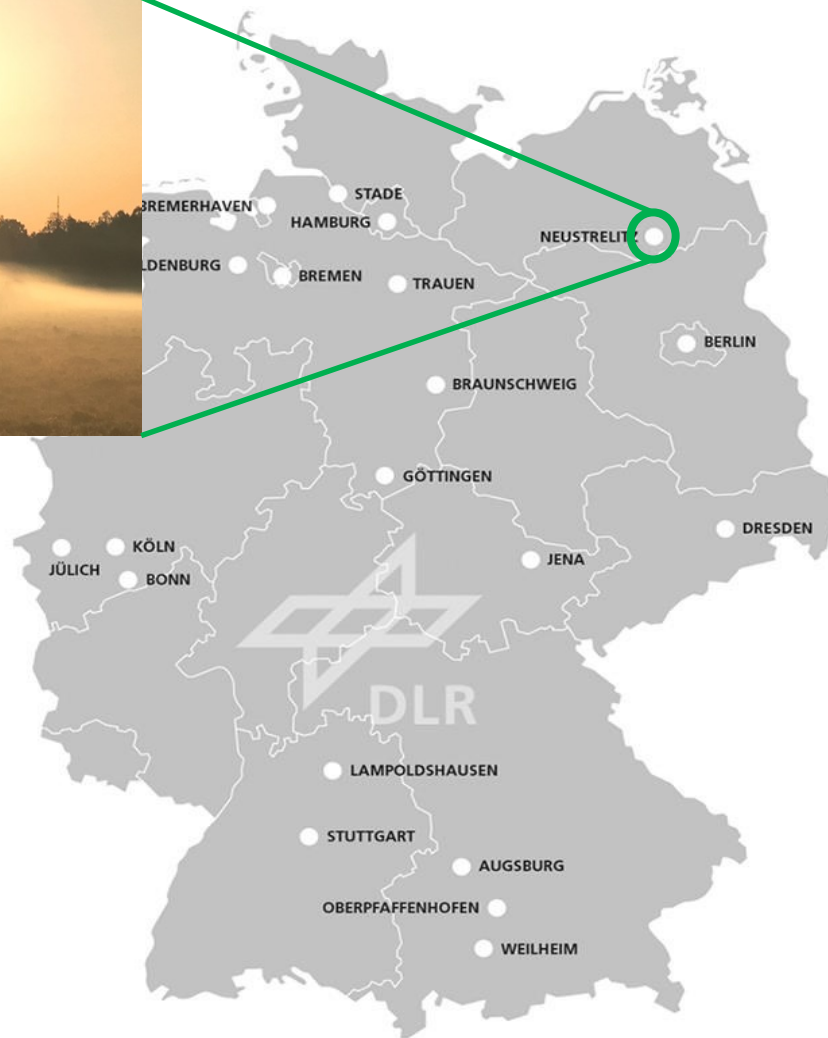 STADE
BREMERHAVEN
HAMBURG
NEUSTRELITZ
LDENBURG
BREMEN
TRAUEN
BERLIN
BRAUNSCHWEIG
GÖTTINGEN
DRESDEN
KÖLN
JENA
JÜLICH
BONN
DLR
LAMPOLDSHAUSEN
STUTTGART
AUGSBURG
OBERPFAFFENHOFEN
WEILHEIM